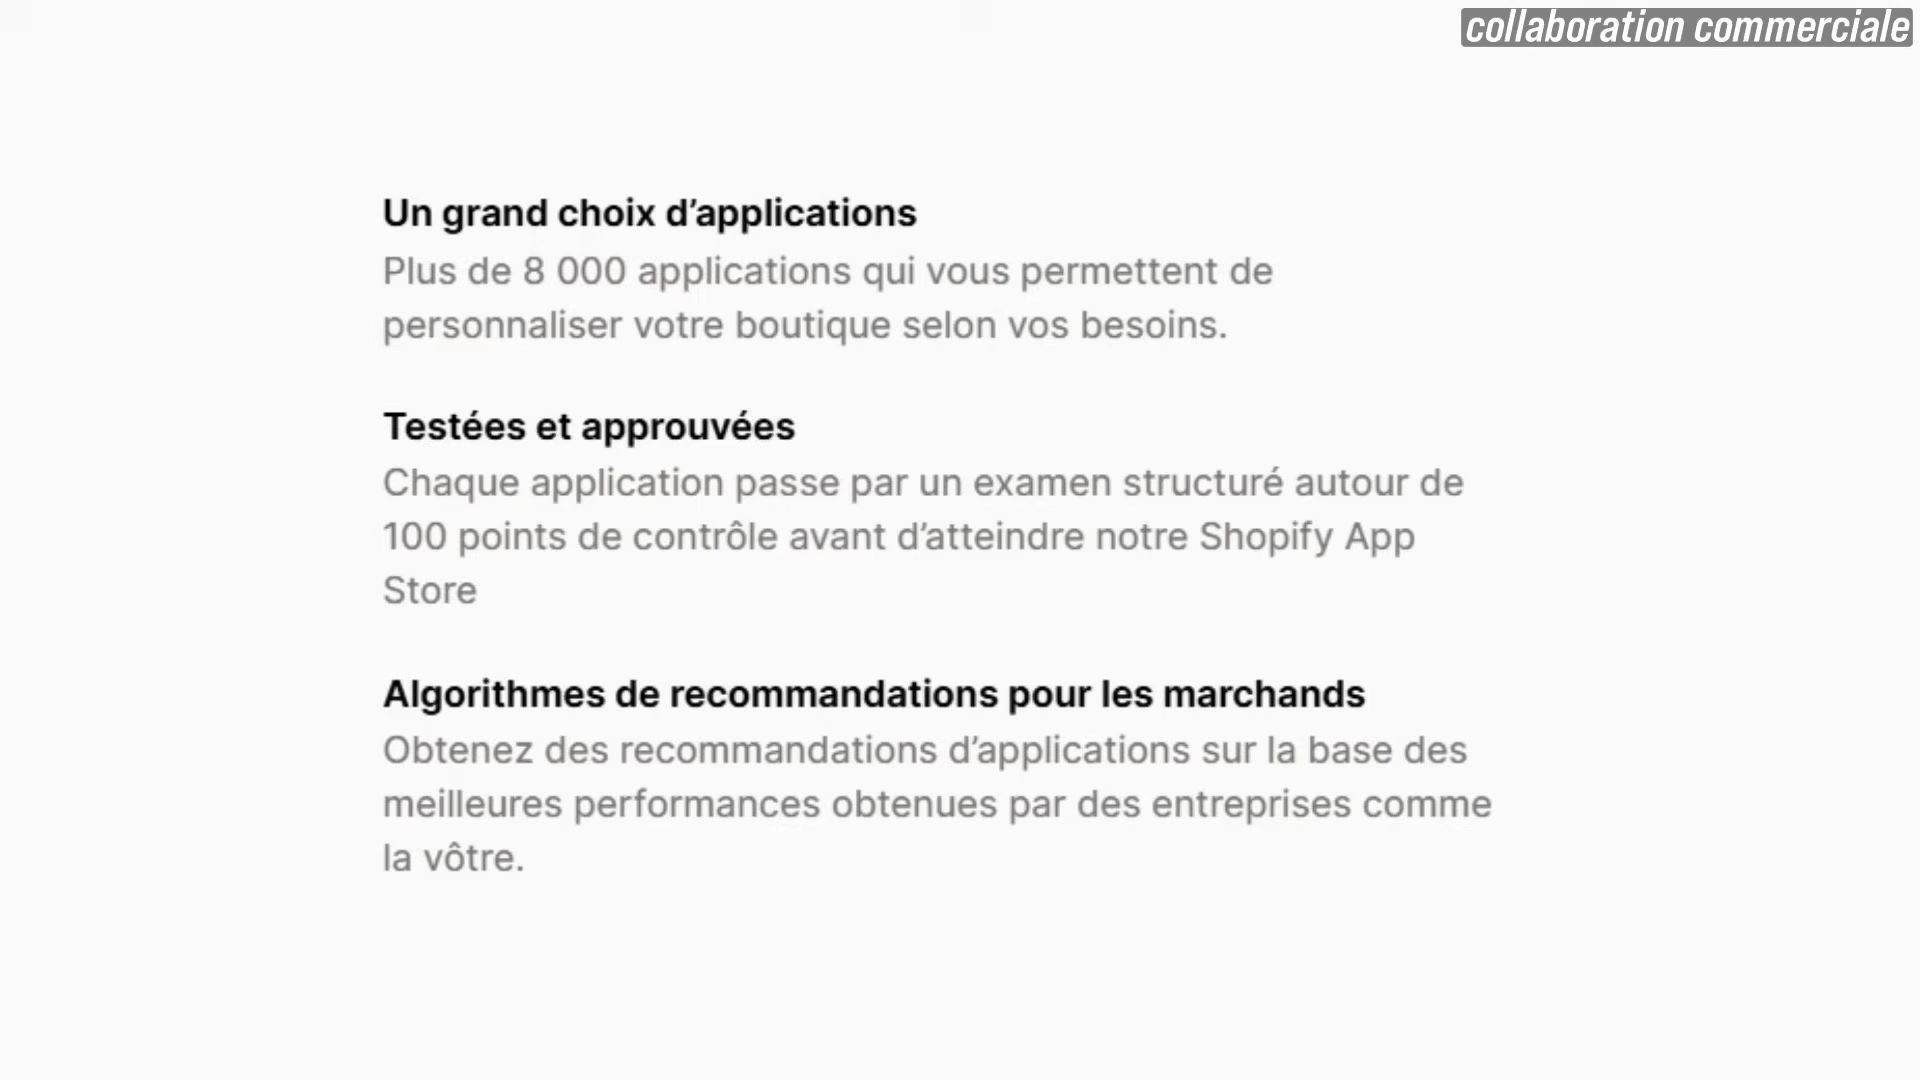 collaboration commerciale
Un grand choix d’applications
Plus de 8 000 applications qui vous permettent de
personnaliser votre boutique selon vos besoins.
Testées et approuvées
Chaque application passe par un examen structuré autour de
100 points de contrôle avant d’atteindre notre Shopify App
Store
Algorithmes de recommandations pour les marchands
Obtenez des recommandations d’applications sur la base des
meilleures performances obtenues par des entreprises comme
la vôtre.